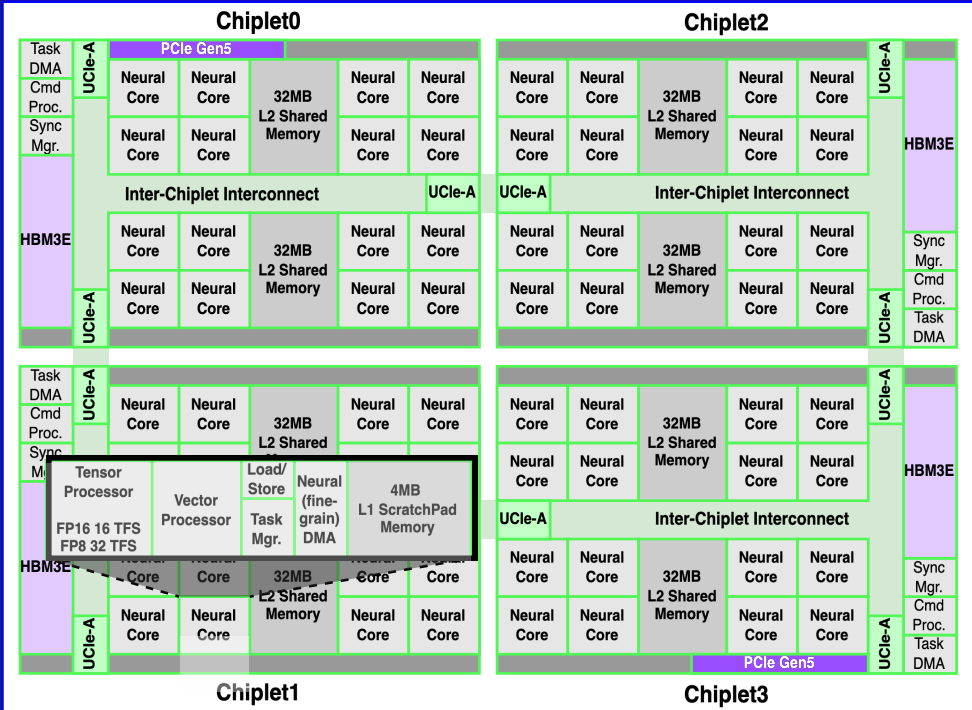 Chiplet0
Task
DMA
Cmd
Proc.
Sync
Mgr.
HBM3E
UCIe-A
PCIe Gen5
Neural
Core
Neural
Core
32MB
L2 Shared
Memory
Neural
Core
Neural
Core
Neural
Core
Neural
Core
Neural
Core
Neural
Core
Inter-Chiplet Interconnect
UCIe-A
Neural
Core
Neural
Core
32MB
L2 Shared
Memory
Neural
Core
Neural
Core
Neural
Core
Neural
Core
Neural
Core
Neural
Core
UCIe-A
Chiplet2
UCIe-A
Neural
Core
Neural
Core
32MB
L2 Shared
Memory
Neural
Core
Neural
Core
Neural
Core
Neural
Core
Neural
Core
Neural
Core
HBM3E
UCIe-A
Inter-Chiplet Interconnect
Neural
Core
Neural
Core
32MB
L2 Shared
Memory
Neural
Core
Neural
Core
Neural
Core
Neural
Core
Neural
Core
Neural
Core
UCIe-A
Sync
Mgr.
Cmd
Proc.
Task
DMA
Task
DMA
Cmd
Proc.
Sync
HBM3E
UCIe-A
Neural
Core
Neural
Core
32MB
L2 Shared
Neural
Core
Neural
Core
Tensor
Processor
FP16 16 TFS
FP8 32 TFS
Vector
Processor
Load/
Store
Task
Mgr.
Neural
(fine-
grain)
DMA
4MB
L1 ScratchPad
Memory
Core
Core
32MB
L2 Shared
Memory
Core
Core
Neural
Core
Neural
Core
Neural
Core
Neural
Core
UCIe-A
Chiplet1
UCIe-A
Neural
Core
Neural
Core
32MB
L2 Shared
Memory
Neural
Core
Neural
Core
Neural
Core
Neural
Core
Neural
Core
Neural
Core
HBM3E
UCIe-A
Inter-Chiplet Interconnect
Neural
Core
Neural
Core
32MB
L2 Shared
Memory
Neural
Core
Neural
Core
Neural
Core
Neural
Core
Neural
Core
Neural
Core
UCIe-A
Sync
Mgr.
Cmd
Proc.
Task
DMA
PCIe Gen5
Chiplet3